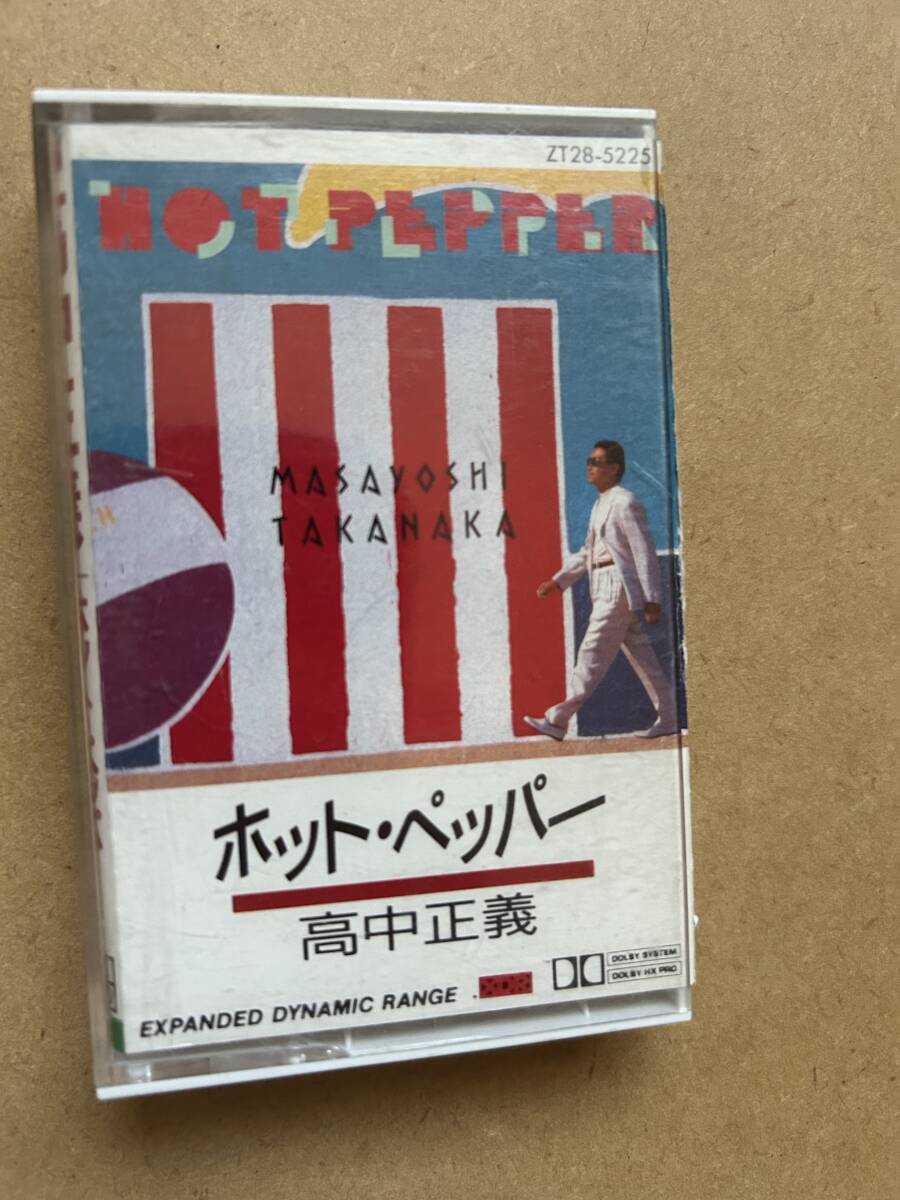 ZT28-5225
HOT PEPPER
MASAYOSHI
TAKANAKA
ホット・ペッパー
高中正義
EXPANDED DYNAMIC RANGE
XDR
DOLBY SYSTEM
DOLBY HX PRO